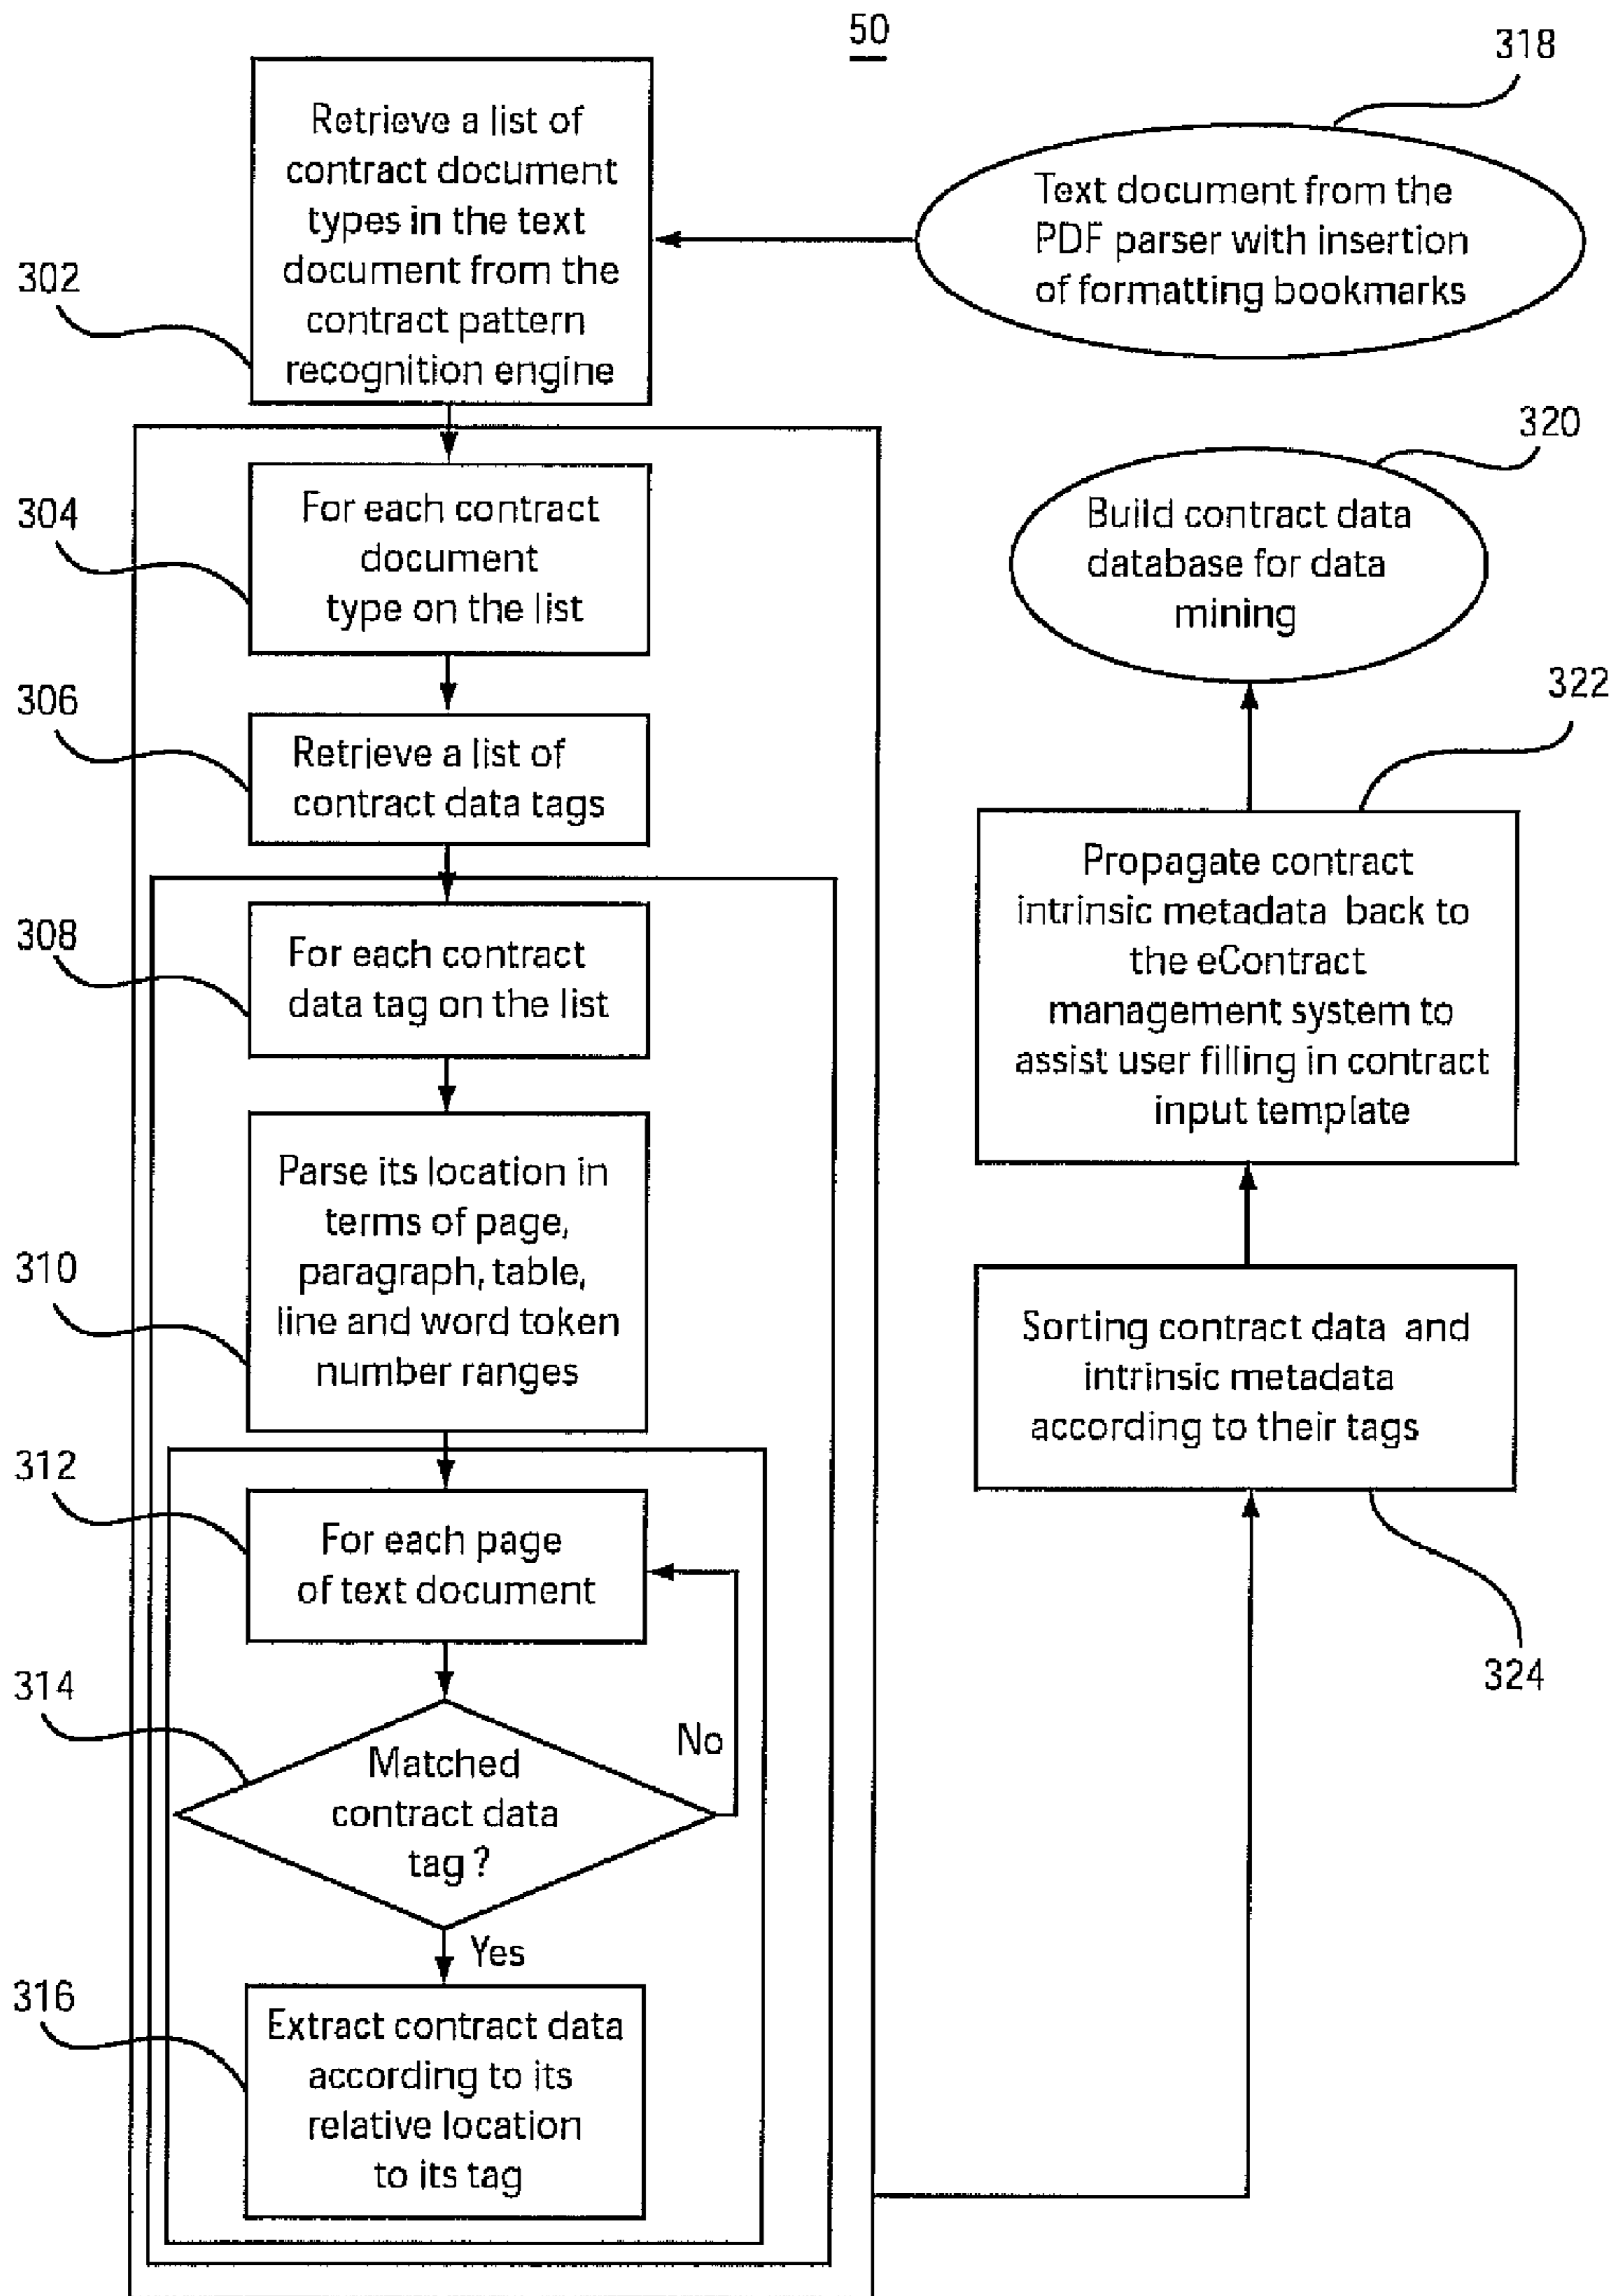 50
318
Retrieve a list of
contract document
types in the text
document from the
contract pattern
recognition engine
Text document from the
PDF parser with insertion
of formatting bookmarks
302
320
304
For each contract
document
type on the list
Build contract data
database for data
mining
306
322
Retrieve a list of
contract data tags
Propagate contract
intrinsic metadata back to
the eContract
management system to
assist user filling in contract
input template
308
For each contract
data tag on the list
Parse its location in
terms of page,
paragraph, table,
line and word token
number ranges
310
Sorting contract data and
intrinsic metadata
according to their tags
312
For each page
of text document
324
314
No
Matched
contract data
tag ?
Yes
316
Extract contract data
according to its
relative location
to its tag